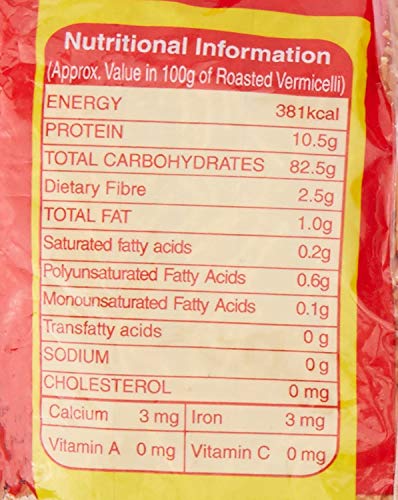 Nutritional Information
(Approx. Value in 100g of Roasted Vermicelli)
ENERGY 381kcal
PROTEIN 10.5g
TOTAL CARBOHYDRATES 82.5g
Dietary Fibre 2.5g
TOTAL FAT 1.0g
Saturated fatty acids 0.2g
Polyunsaturated Fatty Acids 0.6g
Monounsaturated Fatty Acids 0.1g
Transfatty acids 0 g
SODIUM 0 g
CHOLESTEROL 0 mg
Calcium 3 mg Iron 3 mg
Vitamin A 0 mg Vitamin C 0 mg